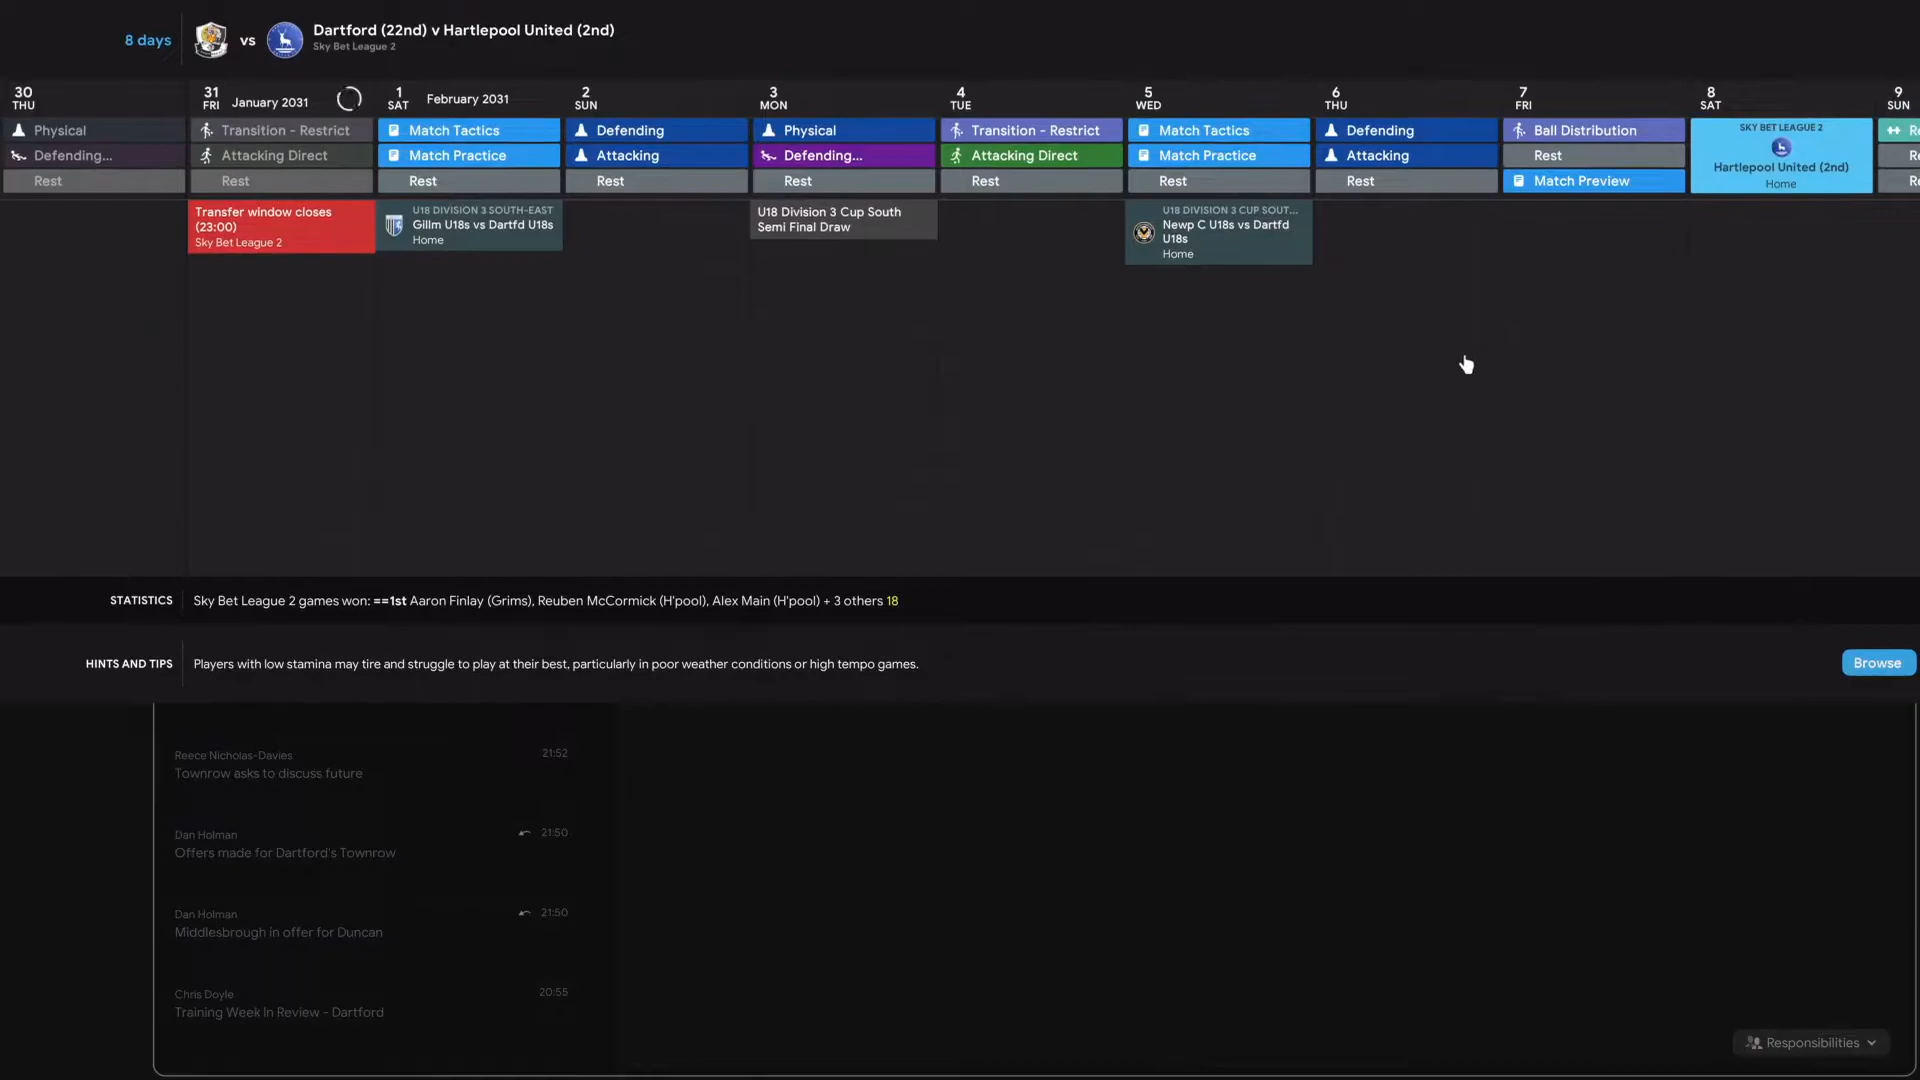 8 days
vs
Dartford (22nd) v Hartlepool United (2nd)
Sky Bet League 2
30
THU
Physical
Defending...
Rest
31
FRI
January 2031
Transition - Restrict
Attacking Direct
Rest
Transfer window closes
(23:00)
Sky Bet League 2
1
SAT
February 2031
Match Tactics
Match Practice
Rest
U18 DIVISION 3 SOUTH-EAST
Gillm U18s vs Dartfd U18s
Home
2
SUN
Defending
Attacking
Rest
3
MON
Physical
Defending...
Rest
U18 Division 3 Cup South
Semi Final Draw
4
TUE
Transition - Restrict
Attacking Direct
Rest
5
WED
Match Tactics
Match Practice
Rest
U18 DIVISION 3 CUP SOUT...
Newp C U18s vs Dartfd
U18s
Home
6
THU
Defending
Attacking
Rest
7
FRI
Ball Distribution
Rest
Match Preview
8
SAT
SKY BET LEAGUE 2
Hartlepool United (2nd)
Home
9
SUN
STATISTICS
Sky Bet League 2 games won: ==1st Aaron Finlay (Grims), Reuben McCormick (H'pool), Alex Main (H'pool) + 3 others 18
HINTS AND TIPS
Players with low stamina may tire and struggle to play at their best, particularly in poor weather conditions or high tempo games.
Browse
Reece Nicholas-Davies
21:52
Townrow asks to discuss future
Dan Holman
21:50
Offers made for Dartford's Townrow
Dan Holman
21:50
Middlesbrough in offer for Duncan
Chris Doyle
20:55
Training Week In Review - Dartford
Responsibilities